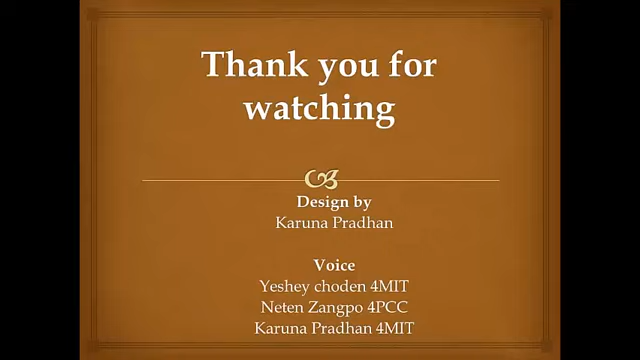 Thank you for
watching
Design by
Karuna Pradhan
Voice
Yeshey choden 4MIT
Neten Zangpo 4PCC
Karuna Pradhan 4MIT